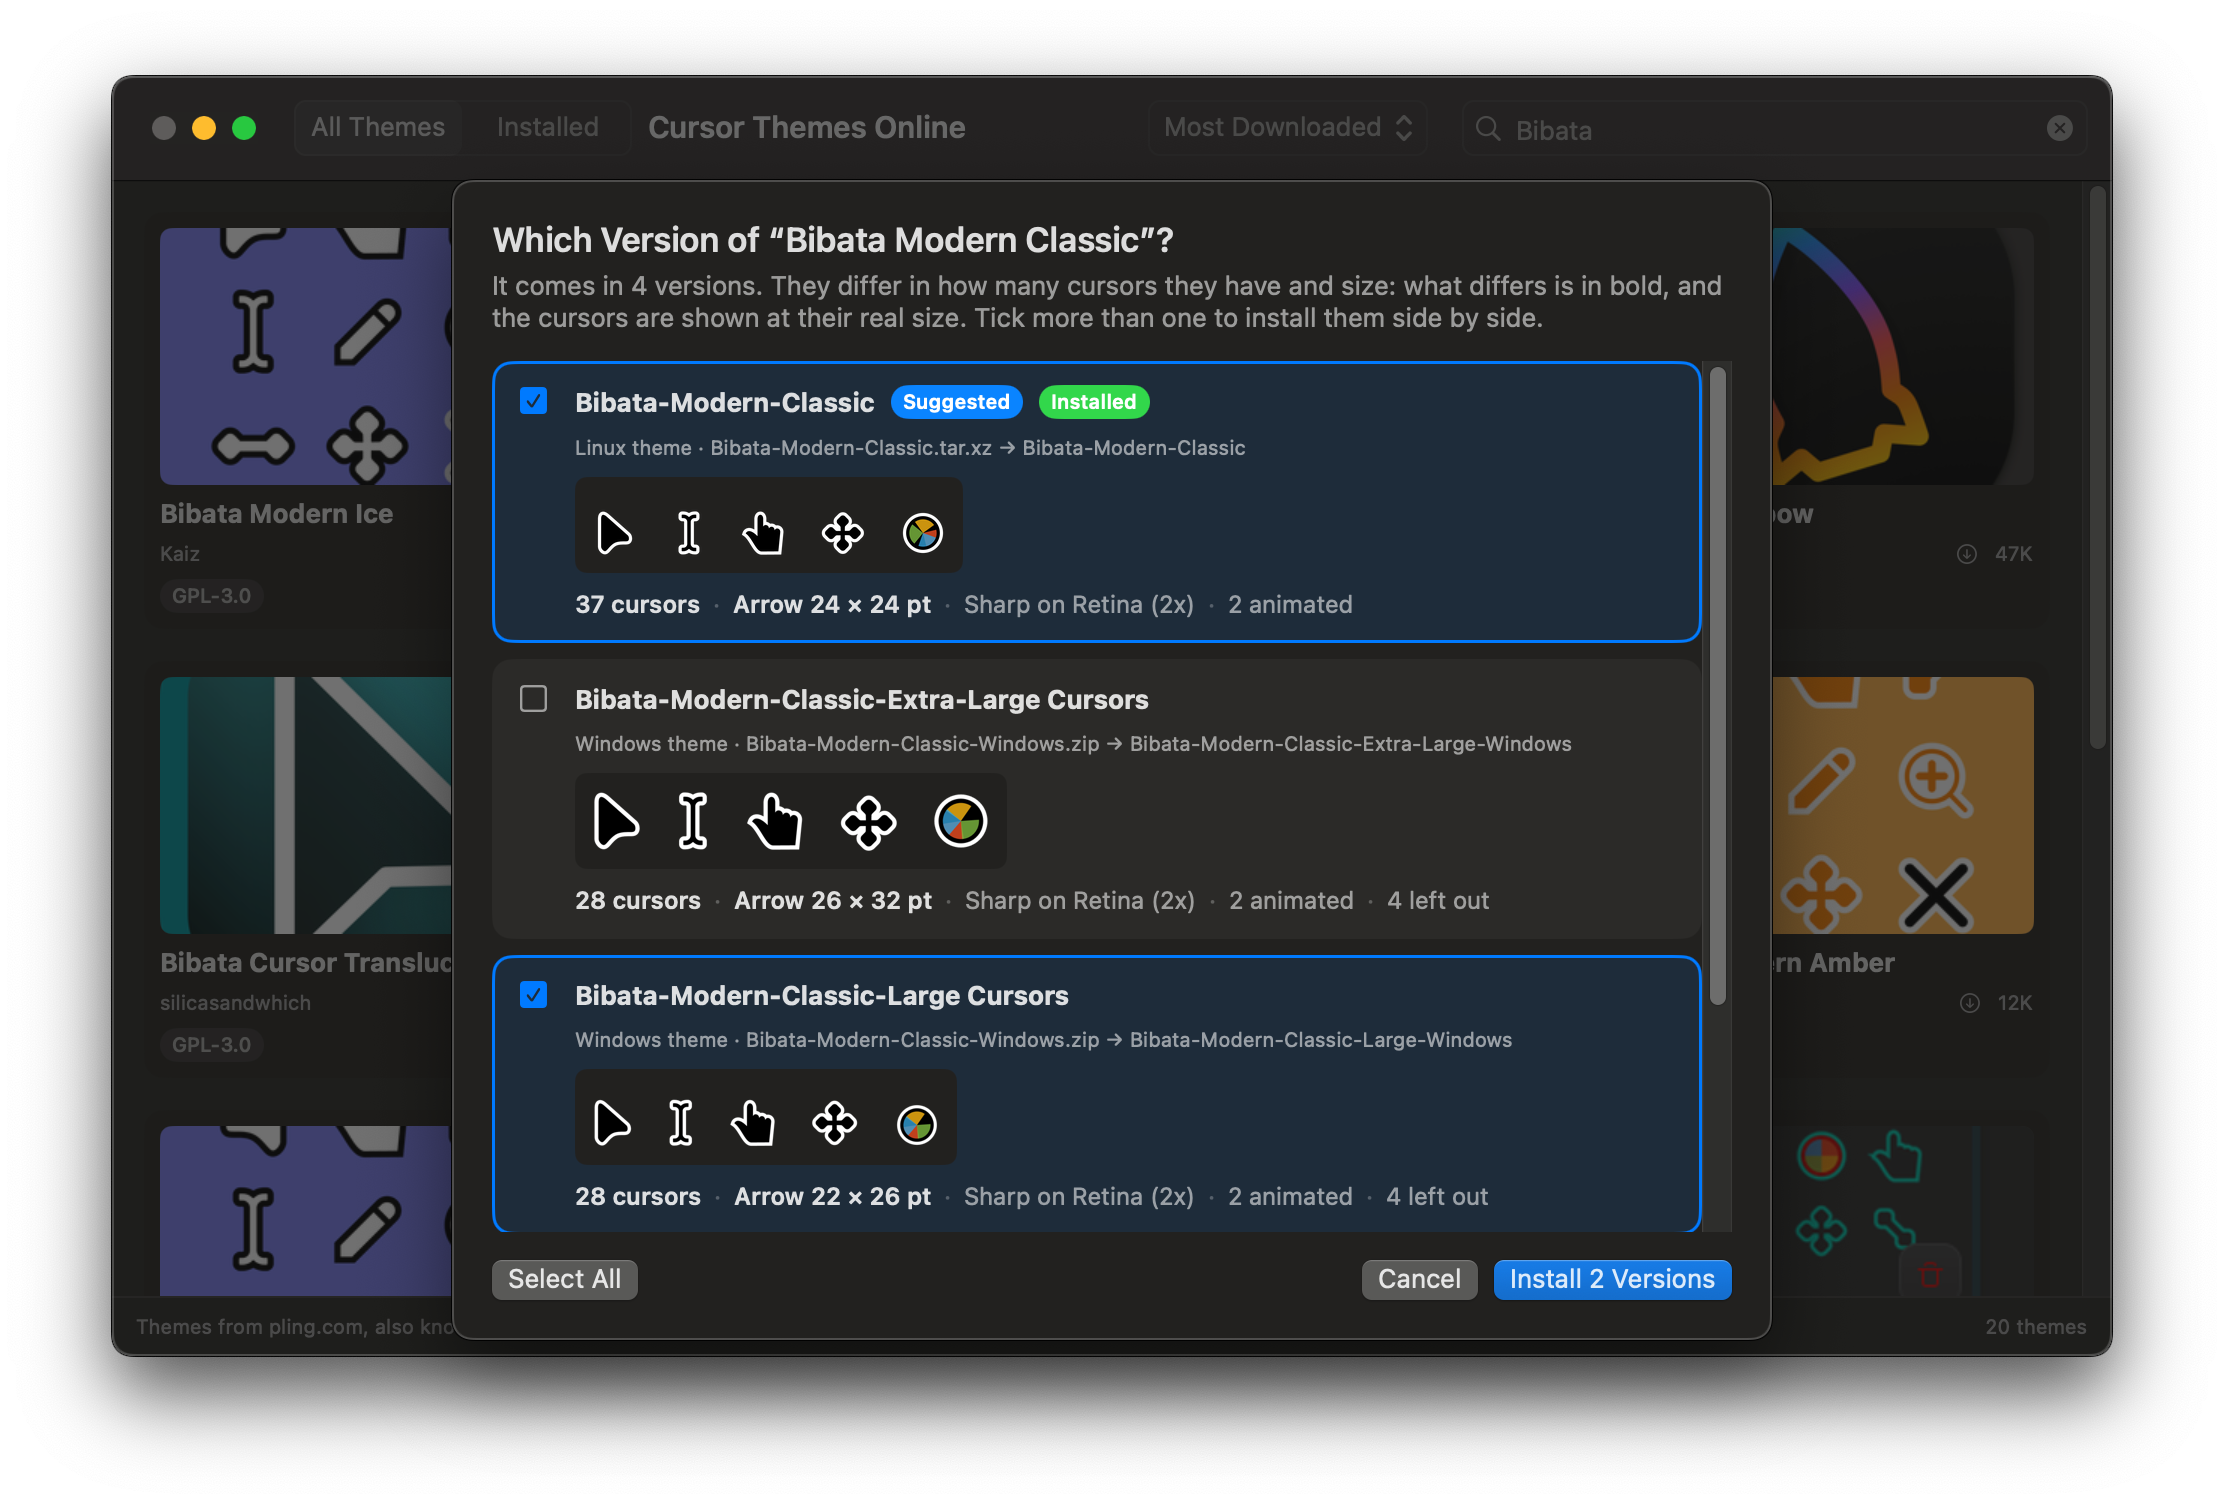 All Themes
Installed
Cursor Themes Online
Most Downloaded
Bibata
Which Version of “Bibata Modern Classic”?
It comes in 4 versions. They differ in how many cursors they have and size: what differs is in bold, and
the cursors are shown at their real size. Tick more than one to install them side by side.
Bibata-Modern-Classic Suggested Installed
Linux theme · Bibata-Modern-Classic.tar.xz → Bibata-Modern-Classic
37 cursors · Arrow 24 × 24 pt · Sharp on Retina (2x) · 2 animated
Bibata-Modern-Classic-Extra-Large Cursors
Windows theme · Bibata-Modern-Classic-Windows.zip → Bibata-Modern-Classic-Extra-Large-Windows
28 cursors · Arrow 26 × 32 pt · Sharp on Retina (2x) · 2 animated · 4 left out
Bibata-Modern-Classic-Large Cursors
Windows theme · Bibata-Modern-Classic-Windows.zip → Bibata-Modern-Classic-Large-Windows
28 cursors · Arrow 22 × 26 pt · Sharp on Retina (2x) · 2 animated · 4 left out
Select All
Cancel
Install 2 Versions
Bibata Modern Ice
Kaiz
GPL-3.0
47K
Bibata Cursor Transluc
silicasandwhich
GPL-3.0
Amber
12K
Themes from pling.com, also
20 themes